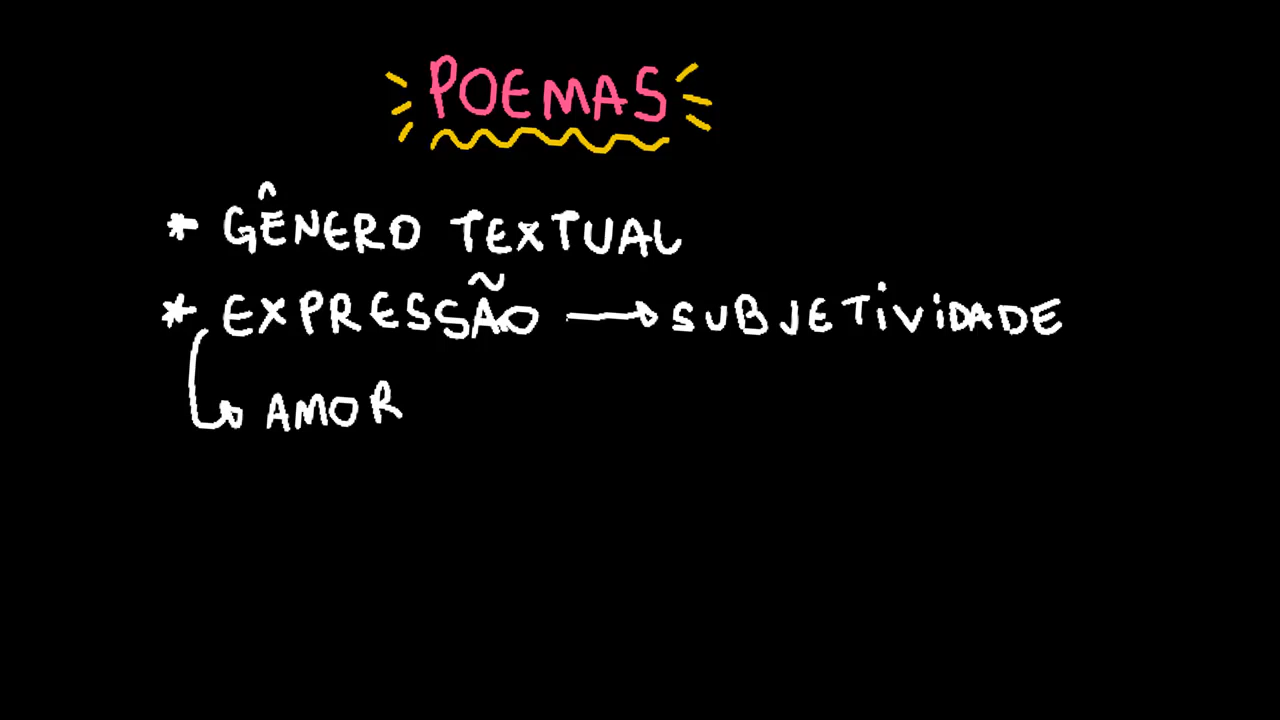 POEMAS
* GÊNERO TEXTUAL
* EXPRESSÃO → SUBJETIVIDADE
↳ AMOR